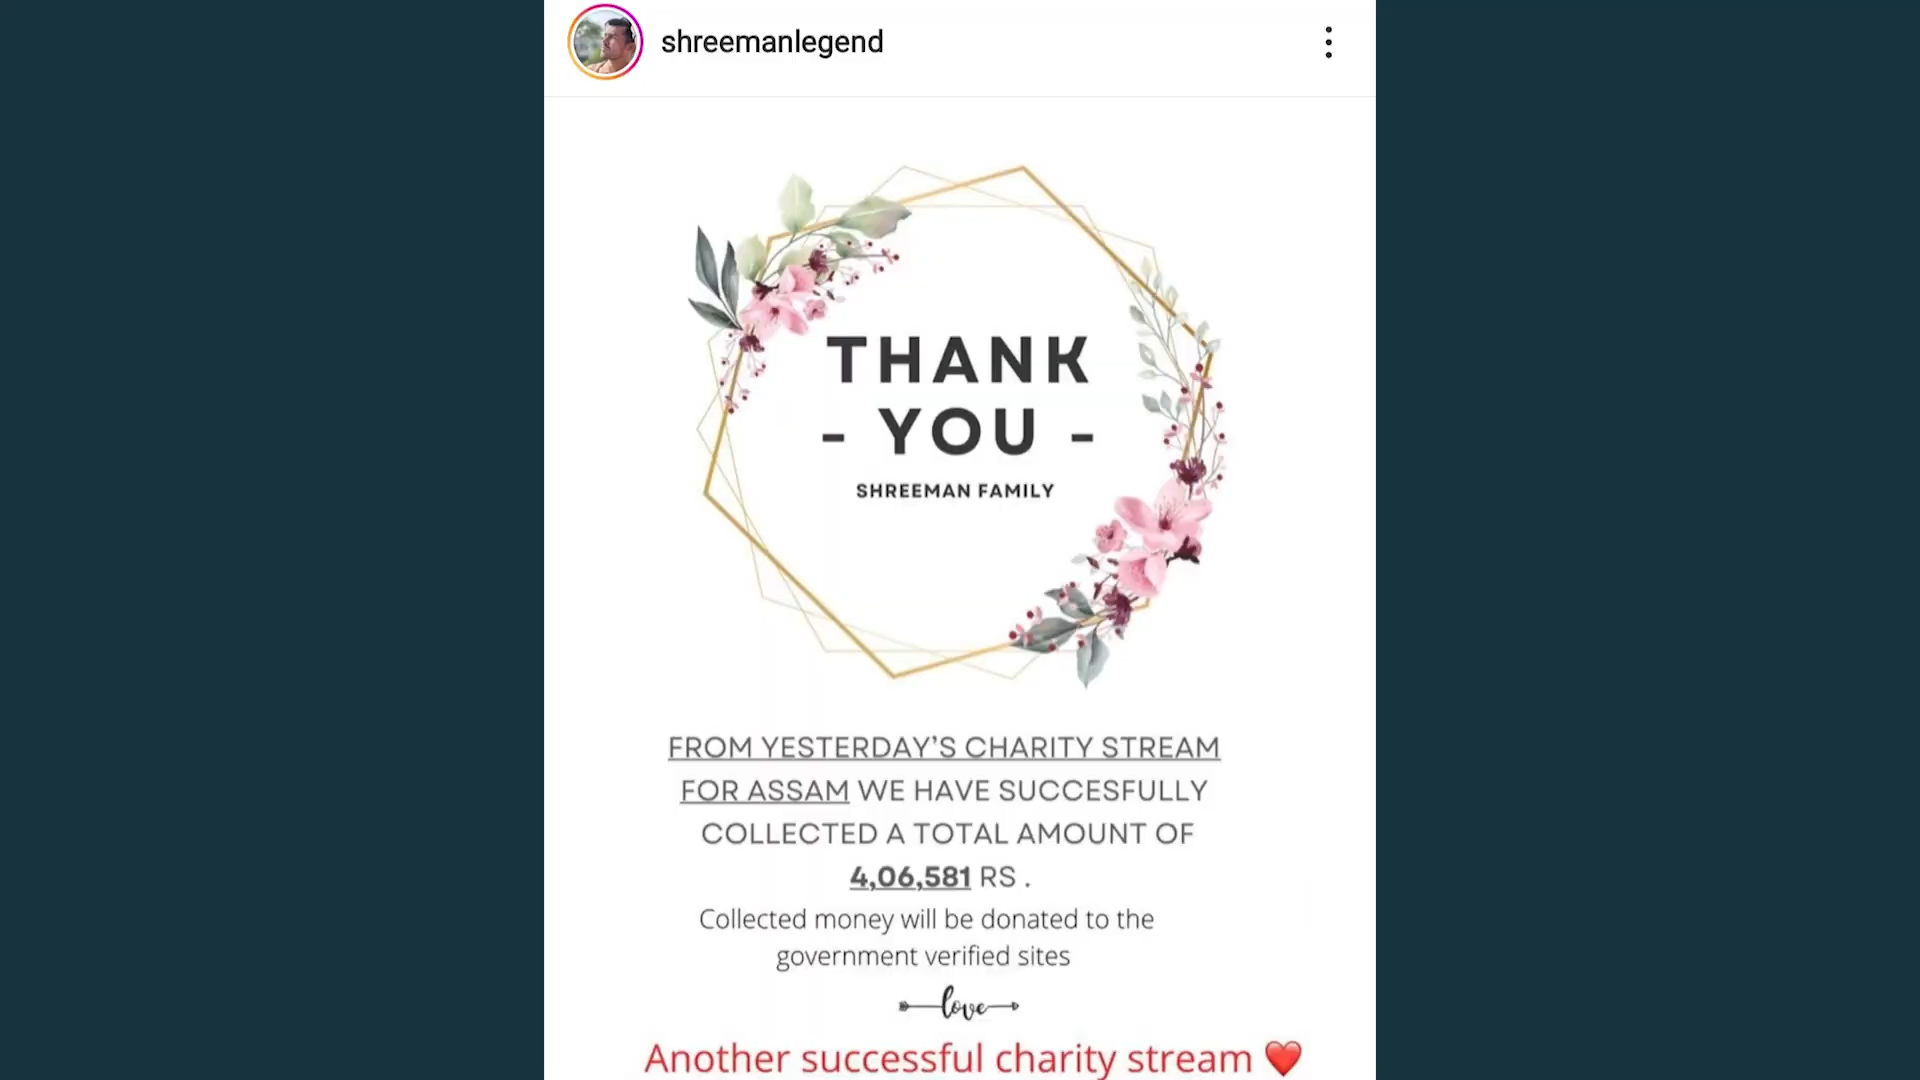 shreemanlegend
THANK
- YOU -
SHREEMAN FAMILY
FROM YESTERDAY'S CHARITY STREAM
FOR ASSAM WE HAVE SUCCESFULLY
COLLECTED A TOTAL AMOUNT OF
4,06,581 RS .
Collected money will be donated to the
government verified sites
love
Another successful charity stream ❤️